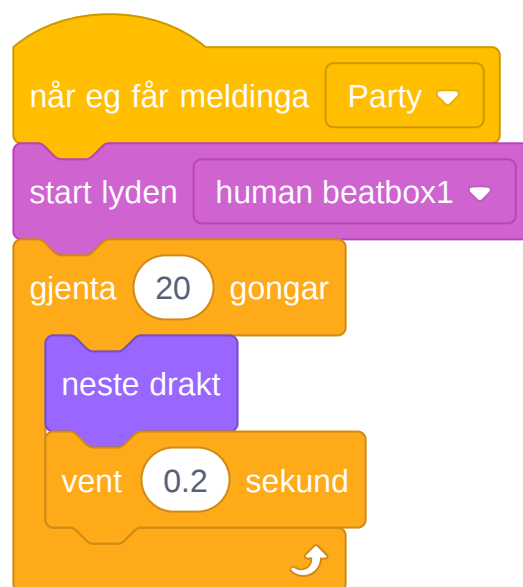 når eg får meldinga Party
start lyden human beatbox1
gjenta 20 gongar
neste drakt
vent 0.2 sekund